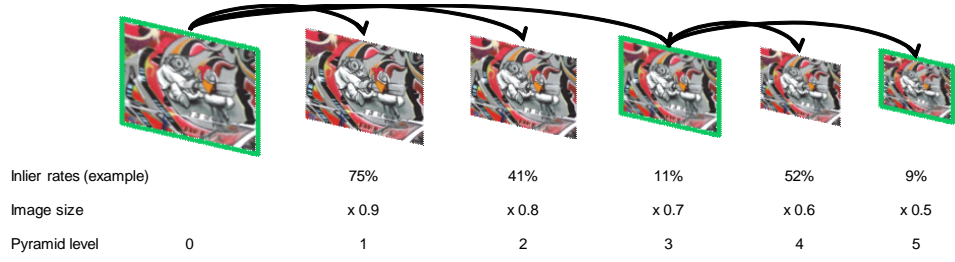 Inlier rates (example) 75% 41% 11% 52% 9%
Image size x 0.9 x 0.8 x 0.7 x 0.6 x 0.5
Pyramid level 0 1 2 3 4 5